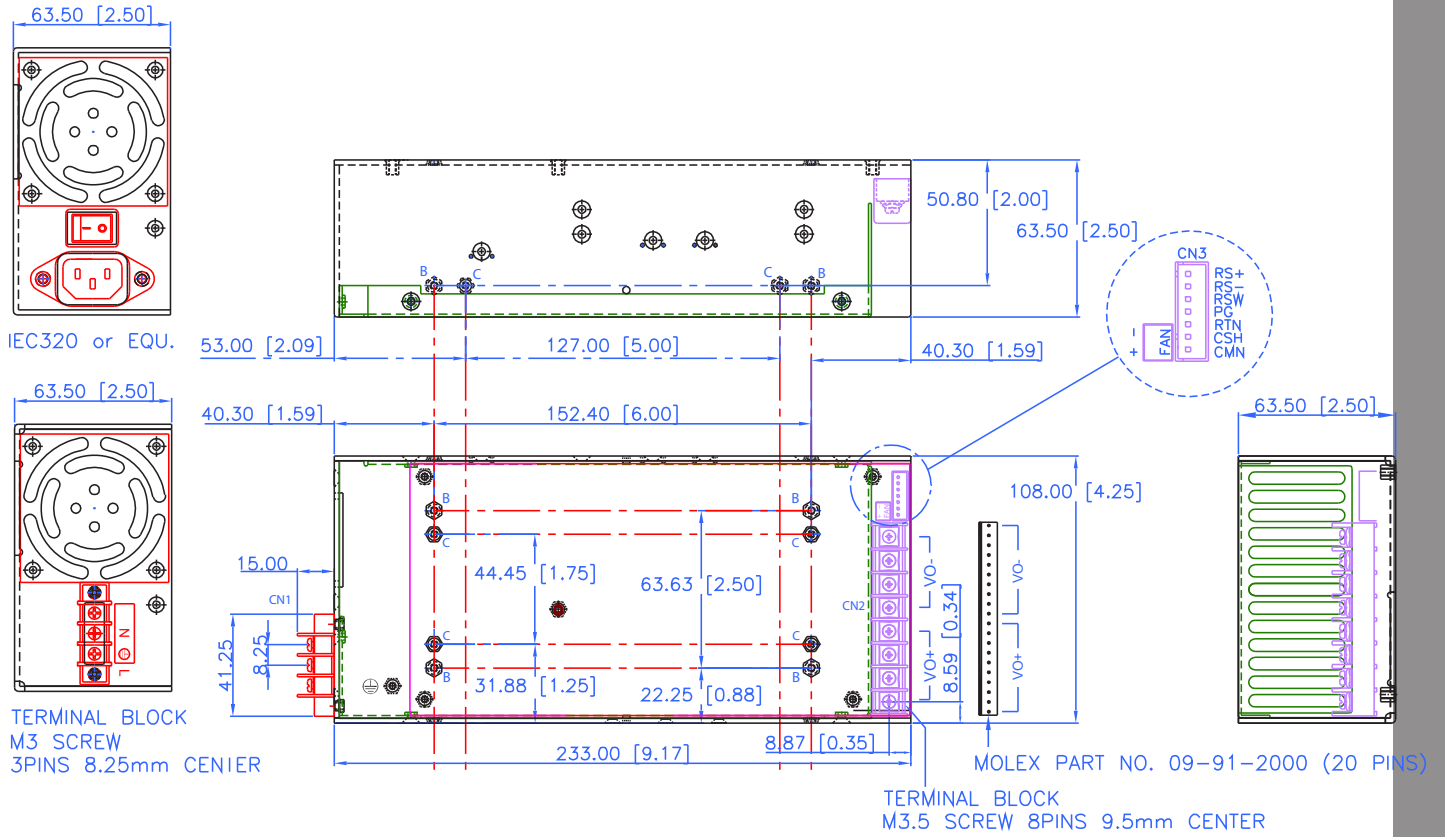 63.50 [2.50]
IEC320 or EQU.
50.80 [2.00]
63.50 [2.50]
B
C
C
B
53.00 [2.09]
127.00 [5.00]
40.30 [1.59]
CN3
RS+
RS-
RSW
PG
RTN
CSH
CMN
-
+
FAN
63.50 [2.50]
N
L
TERMINAL BLOCK
M3 SCREW
3PINS 8.25mm CENIER
40.30 [1.59]
152.40 [6.00]
B
C
C
B
B
C
C
B
44.45 [1.75]
63.63 [2.50]
31.88 [1.25]
22.25 [0.88]
15.00
CN1
41.25
8.25
FAN
CN2
VO-
VO+
8.59 [0.34]
VO-
VO+
108.00 [4.25]
8.87 [0.35]
233.00 [9.17]
63.50 [2.50]
MOLEX PART NO. 09-91-2000 (20 PINS)
TERMINAL BLOCK
M3.5 SCREW 8PINS 9.5mm CENTER